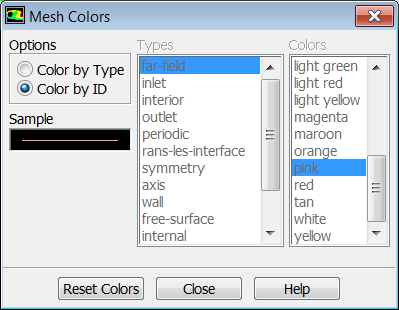 Mesh Colors
Options
Color by Type
Color by ID
Sample
Types
far-field
inlet
interior
outlet
periodic
rans-les-interface
symmetry
axis
wall
free-surface
internal
Colors
light green
light red
light yellow
magenta
maroon
orange
pink
red
tan
white
yellow
Reset Colors
Close
Help